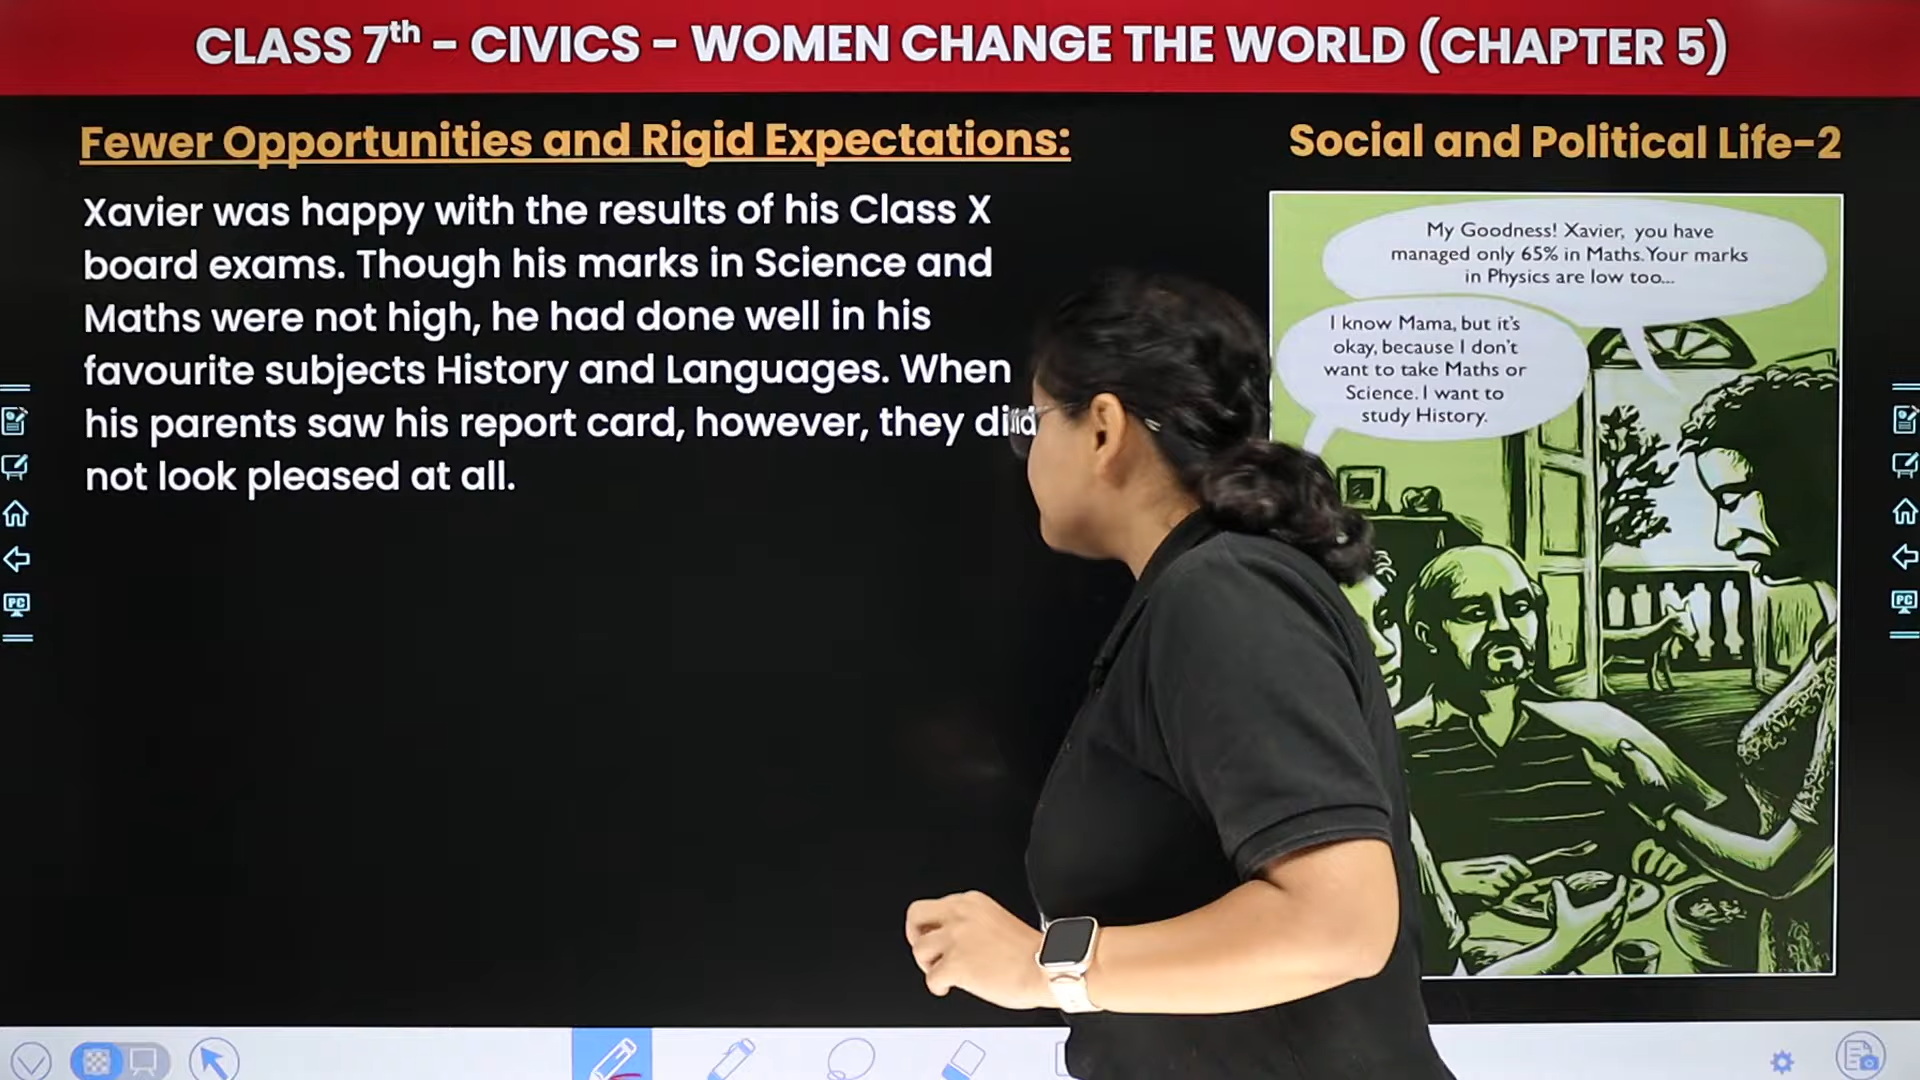 CLASS 7th - CIVICS - WOMEN CHANGE THE WORLD (CHAPTER 5)
Fewer Opportunities and Rigid Expectations:
Xavier was happy with the results of his Class X
board exams. Though his marks in Science and
Maths were not high, he had done well in his
favourite subjects History and Languages. When
his parents saw his report card, however, they did
not look pleased at all.
Social and Political Life-2
My Goodness! Xavier, you have
managed only 65% in Maths. Your marks
in Physics are low too...
I know Mama, but it's
okay, because I don't
want to take Maths or
Science. I want to
study History.
PC
PC